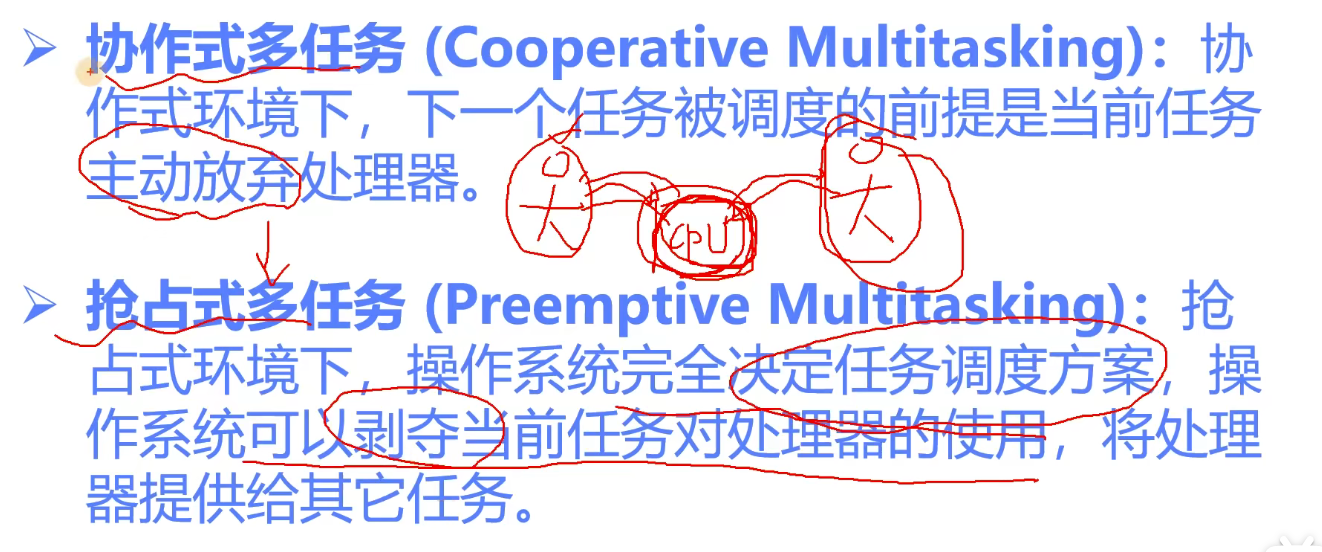 ➢ 协作式多任务 (Cooperative Multitasking)：协
作式环境下，下一个任务被调度的前提是当前任务
主动放弃处理器。
CPU
➢ 抢占式多任务 (Preemptive Multitasking)：抢
占式环境下，操作系统完全决定任务调度方案，操
作系统可以剥夺当前任务对处理器的使用，将处理
器提供给其它任务。